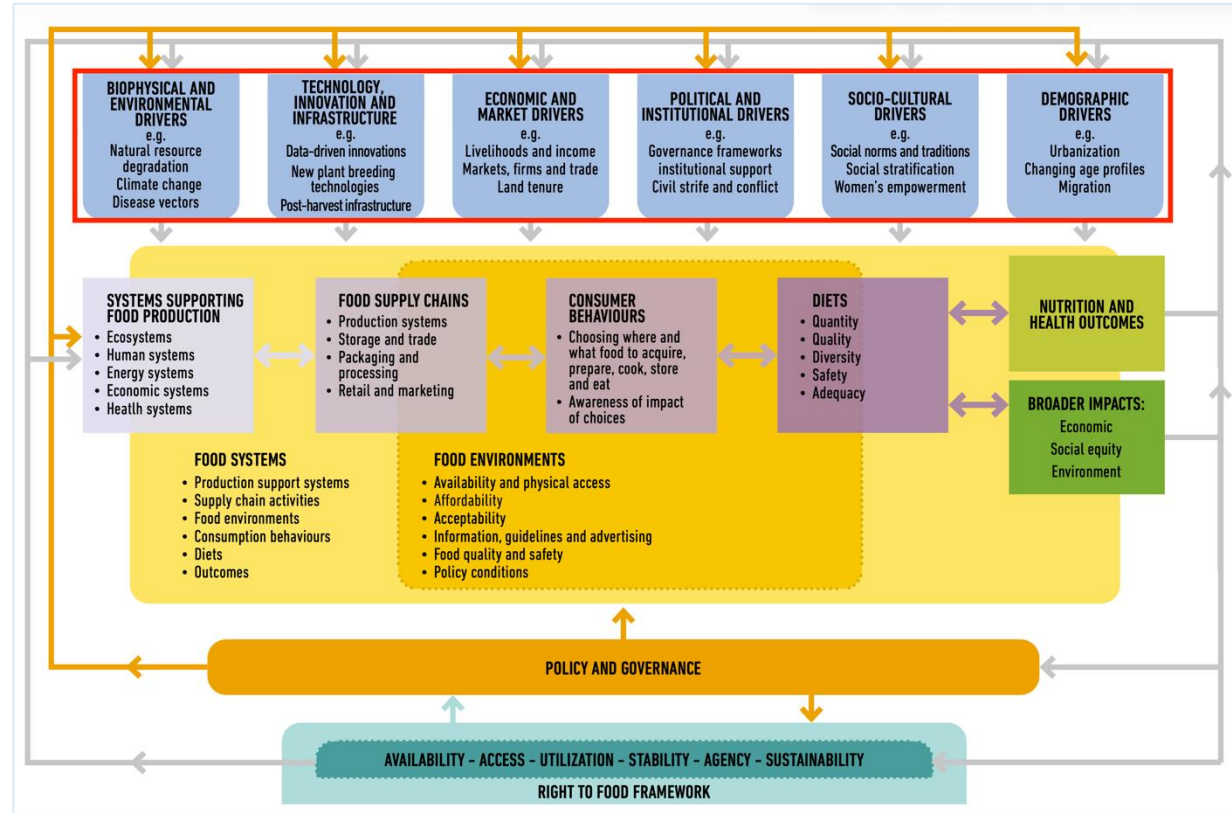 BIOPHYSICAL AND
ENVIRONMENTAL
DRIVERS
e.g.
Natural resource
degradation
Climate change
Disease vectors
TECHNOLOGY,
INNOVATION AND
INFRASTRUCTURE
e.g.
Data-driven innovations
New plant breeding
technologies
Post-harvest infrastructure
ECONOMIC AND
MARKET DRIVERS
e.g.
Livelihoods and income
Markets, firms and trade
Land tenure
POLITICAL AND
INSTITUTIONAL DRIVERS
e.g.
Governance frameworks
institutional support
Civil strife and conflict
SOCIO-CULTURAL
DRIVERS
e.g.
Social norms and traditions
Social stratification
Women's empowerment
DEMOGRAPHIC
DRIVERS
e.g.
Urbanization
Changing age profiles
Migration
SYSTEMS SUPPORTING
FOOD PRODUCTION
• Ecosystems
• Human systems
• Energy systems
• Economic systems
• Health systems
FOOD SUPPLY CHAINS
• Production systems
• Storage and trade
• Packaging and
processing
• Retail and marketing
CONSUMER
BEHAVIOURS
• Choosing where and
what food to acquire,
prepare, cook, store
and eat
• Awareness of impact
of choices
DIETS
• Quantity
• Quality
• Diversity
• Safety
• Adequacy
NUTRITION AND
HEALTH OUTCOMES
BROADER IMPACTS:
Economic
Social equity
Environment
FOOD SYSTEMS
• Production support systems
• Supply chain activities
• Food environments
• Consumption behaviours
• Diets
• Outcomes
FOOD ENVIRONMENTS
• Availability and physical access
• Affordability
• Acceptability
• Information, guidelines and advertising
• Food quality and safety
• Policy conditions
POLICY AND GOVERNANCE
AVAILABILITY – ACCESS – UTILIZATION – STABILITY – AGENCY – SUSTAINABILITY
RIGHT TO FOOD FRAMEWORK